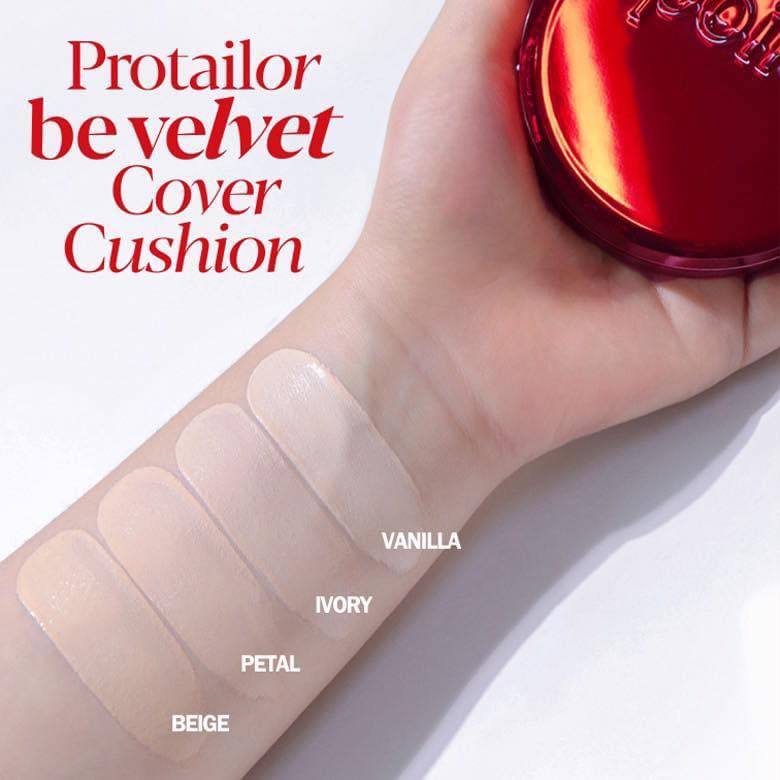 Protailor
be velvet
Cover
Cushion
VANILLA
IVORY
PETAL
BEIGE